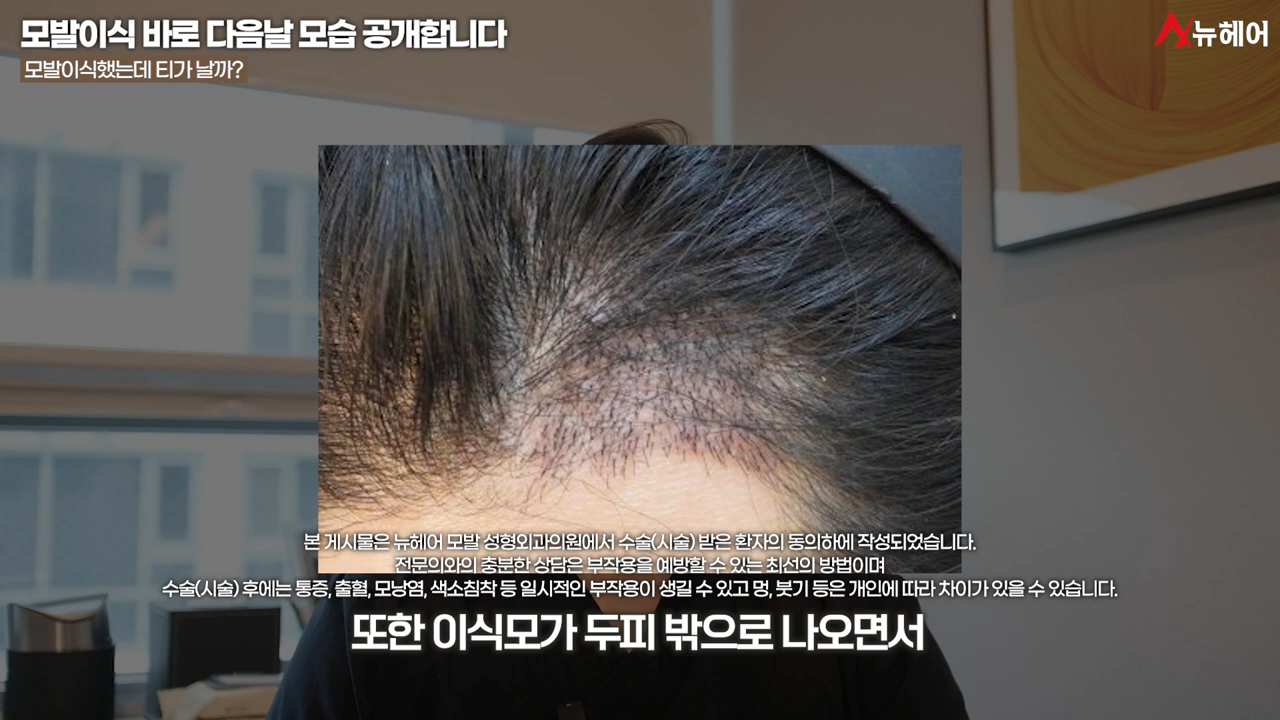 모발이식 바로 다음날 모습 공개합니다
모발이식했는데 티가 날까?
뉴헤어
본 게시물은 뉴헤어 모발 성형외과의원에서 수술(시술) 받은 환자의 동의하에 작성되었습니다.
전문의와의 충분한 상담은 부작용을 예방할 수 있는 최선의 방법이며
수술(시술) 후에는 통증, 출혈, 모낭염, 색소침착 등 일시적인 부작용이 생길 수 있고 멍, 붓기 등은 개인에 따라 차이가 있을 수 있습니다.
또한 이식모가 두피 밖으로 나오면서